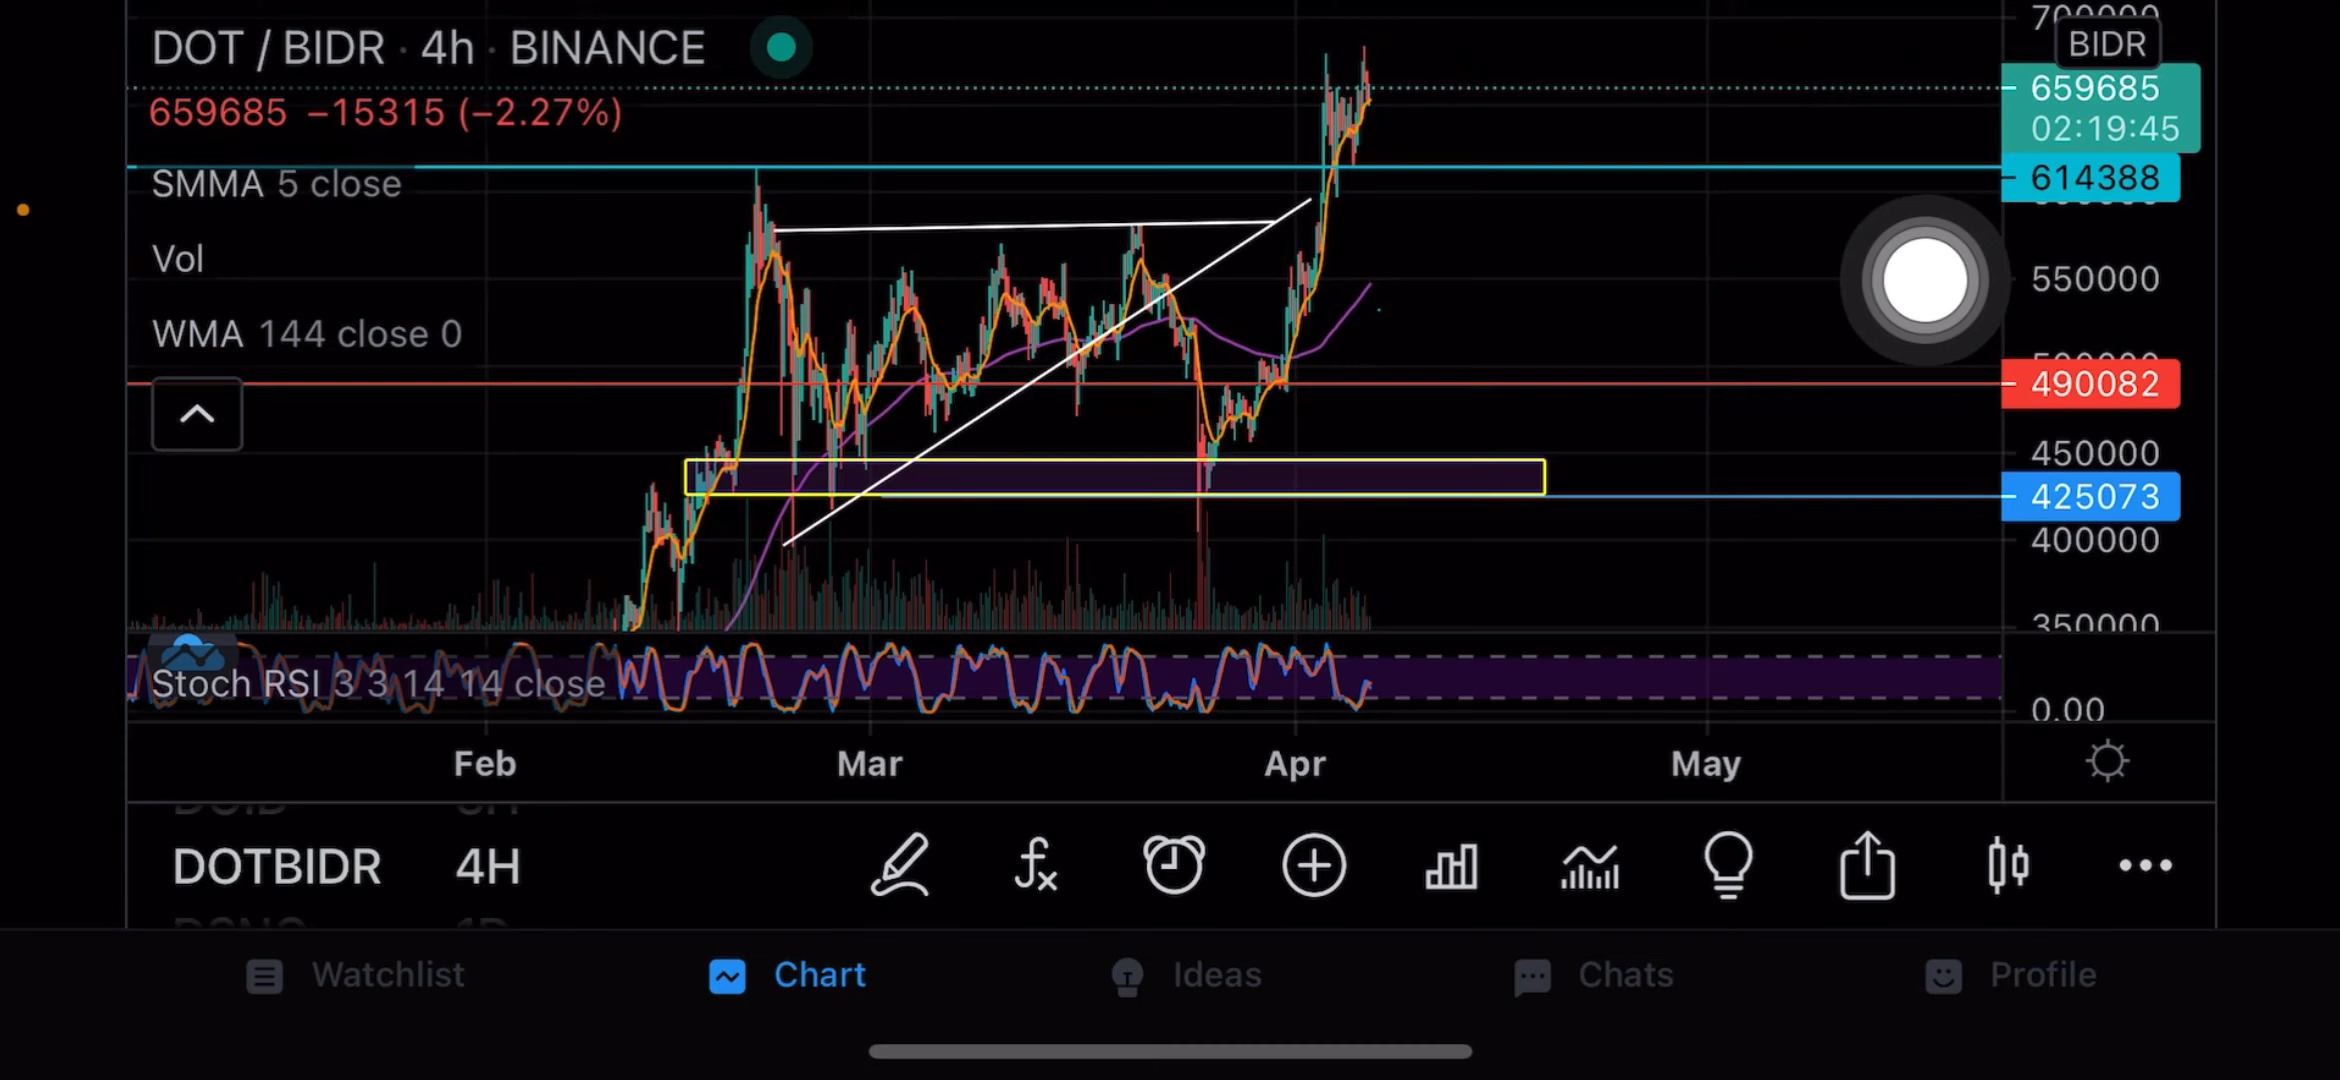 DOT / BIDR · 4h · BINANCE
659685 −15315 (−2.27%)
SMMA 5 close
Vol
WMA 144 close 0
Stoch RSI 3 3 14 14 close
700000
BIDR
659685
02:19:45
614388
550000
490082
450000
425073
400000
350000
0.00
Feb Mar Apr May
DOTBIDR 4H
Watchlist Chart Ideas Chats Profile